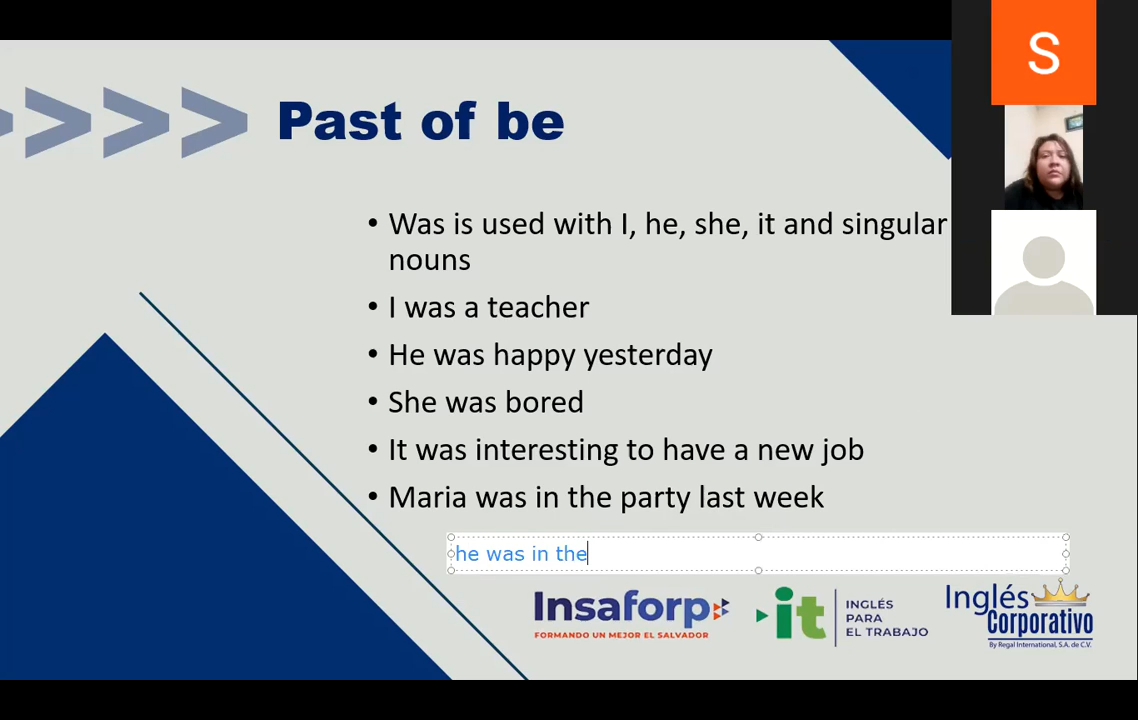 S
Past of be
• Was is used with I, he, she, it and singular
nouns
• I was a teacher
• He was happy yesterday
• She was bored
• It was interesting to have a new job
• Maria was in the party last week
he was in the
Insaforp
FORMANDO UN MEJOR EL SALVADOR
it
INGLÉS
PARA
EL TRABAJO
Inglés
Corporativo
By Regal International, S.A. de C.V.